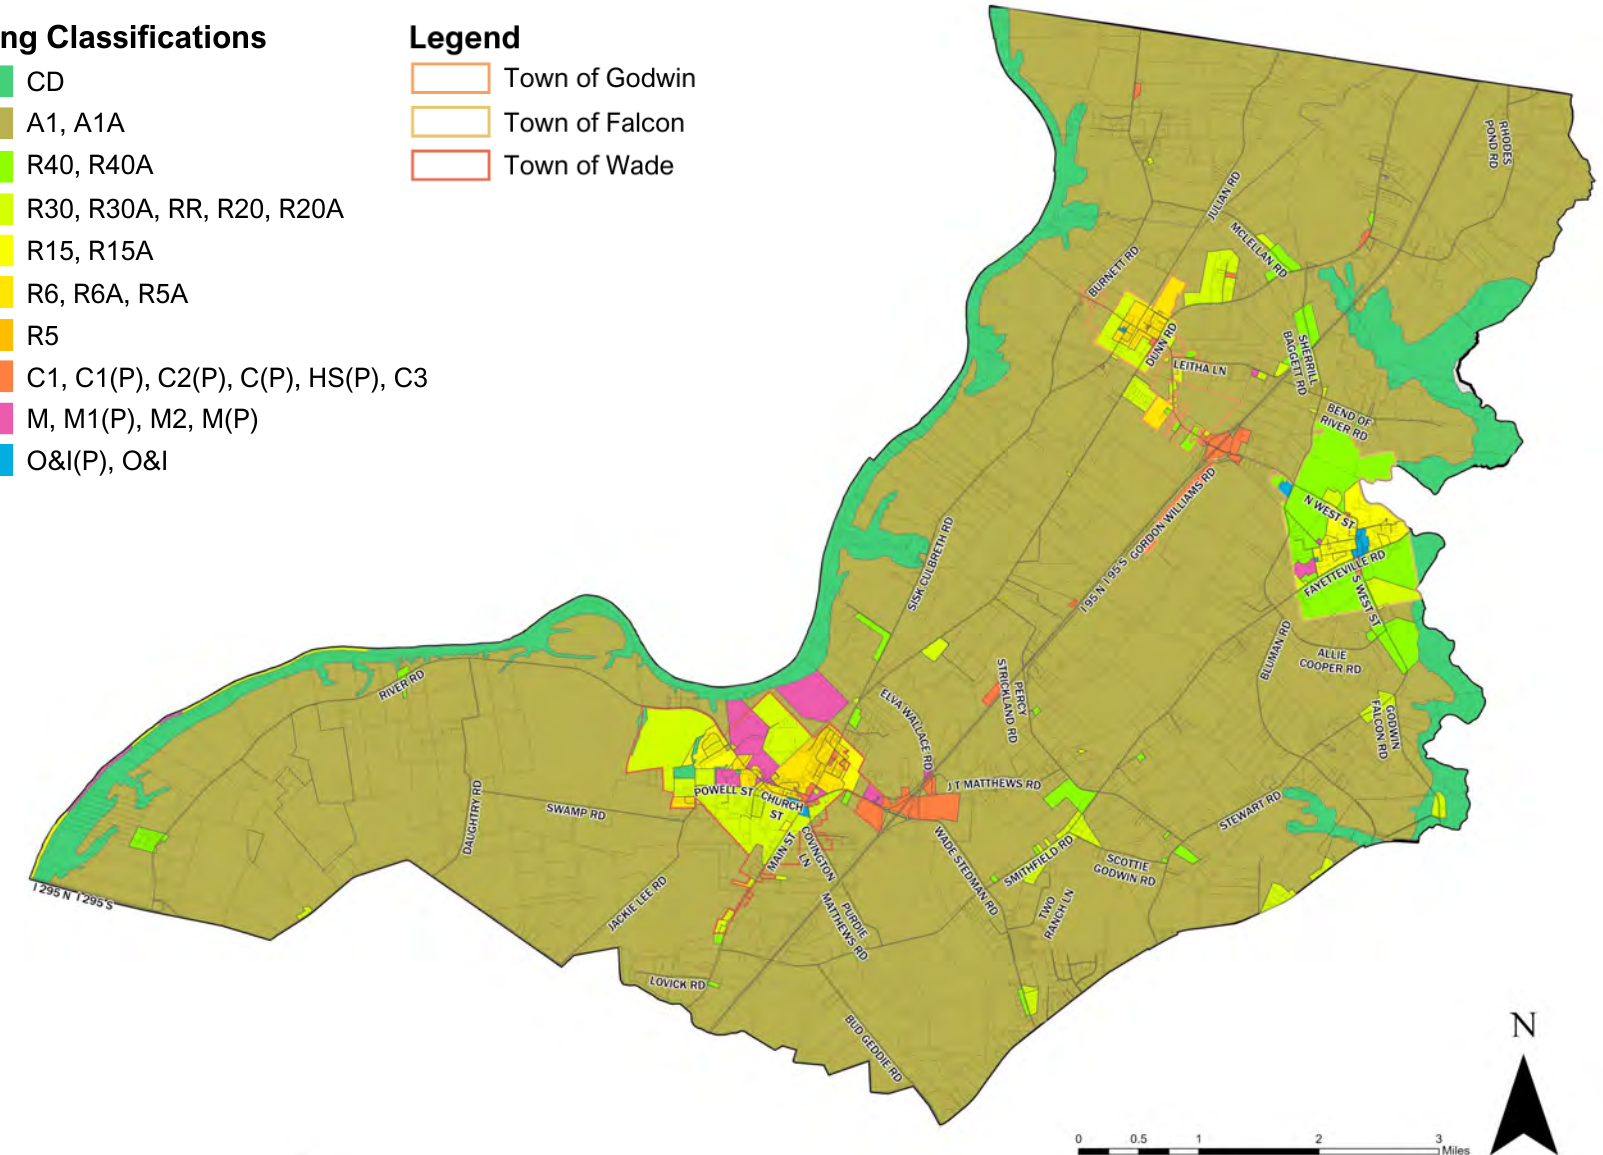 ng Classifications
CD
A1, A1A
R40, R40A
R30, R30A, RR, R20, R20A
R15, R15A
R6, R6A, R5A
R5
C1, C1(P), C2(P), C(P), HS(P), C3
M, M1(P), M2, M(P)
O&I(P), O&I
Legend
Town of Godwin
Town of Falcon
Town of Wade
RHODES
POND RD
JULIAN RD
MCLELLAN RD
BURNETT RD
DUNN RD
LEITHA LN
SHERRILL
BAGGETT RD
BEND OF
RIVER RD
N WEST ST
GORDON WILLIAMS RD
I 95 N I 95 S
FAYETTEVILLE RD
S WEST ST
SISK CULBRETH RD
BLUMAN RD
ALLIE
COOPER RD
GODWIN
FALCON RD
PERCY
STRICKLAND RD
ELVA WALLACE RD
RIVER RD
J T MATTHEWS RD
POWELL ST
CHURCH
ST
SWAMP RD
DAUGHTRY RD
MAIN ST
COVINGTON
LN
STEWART RD
WADE STEDMAN RD
SMITHFIELD RD
SCOTTIE
GODWIN RD
TWO
RANCH LN
JACKIE LEE RD
PURDIE
MATTHEWS RD
I 295 N I 295 S
LOVICK RD
BUD GEDDIE RD
N
0 0.5 1 2 3
Miles